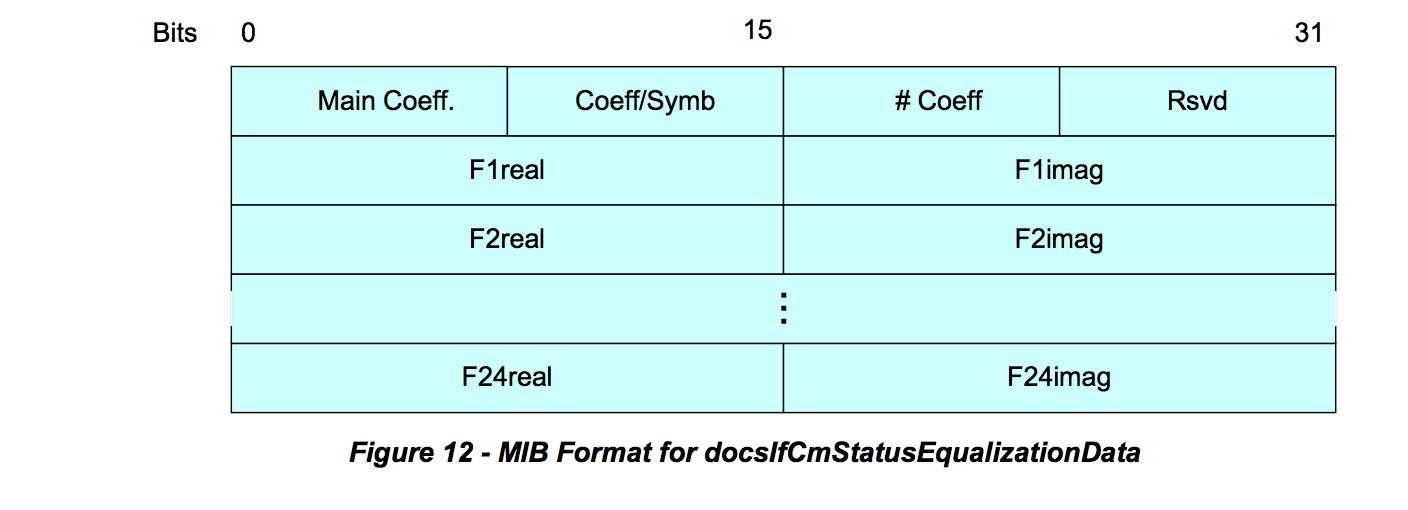 Bits 0 15 31
Main Coeff. Coeff/Symb # Coeff Rsvd
F1real F1imag
F2real F2imag
⋮
F24real F24imag
Figure 12 - MIB Format for docsIfCmStatusEqualizationData